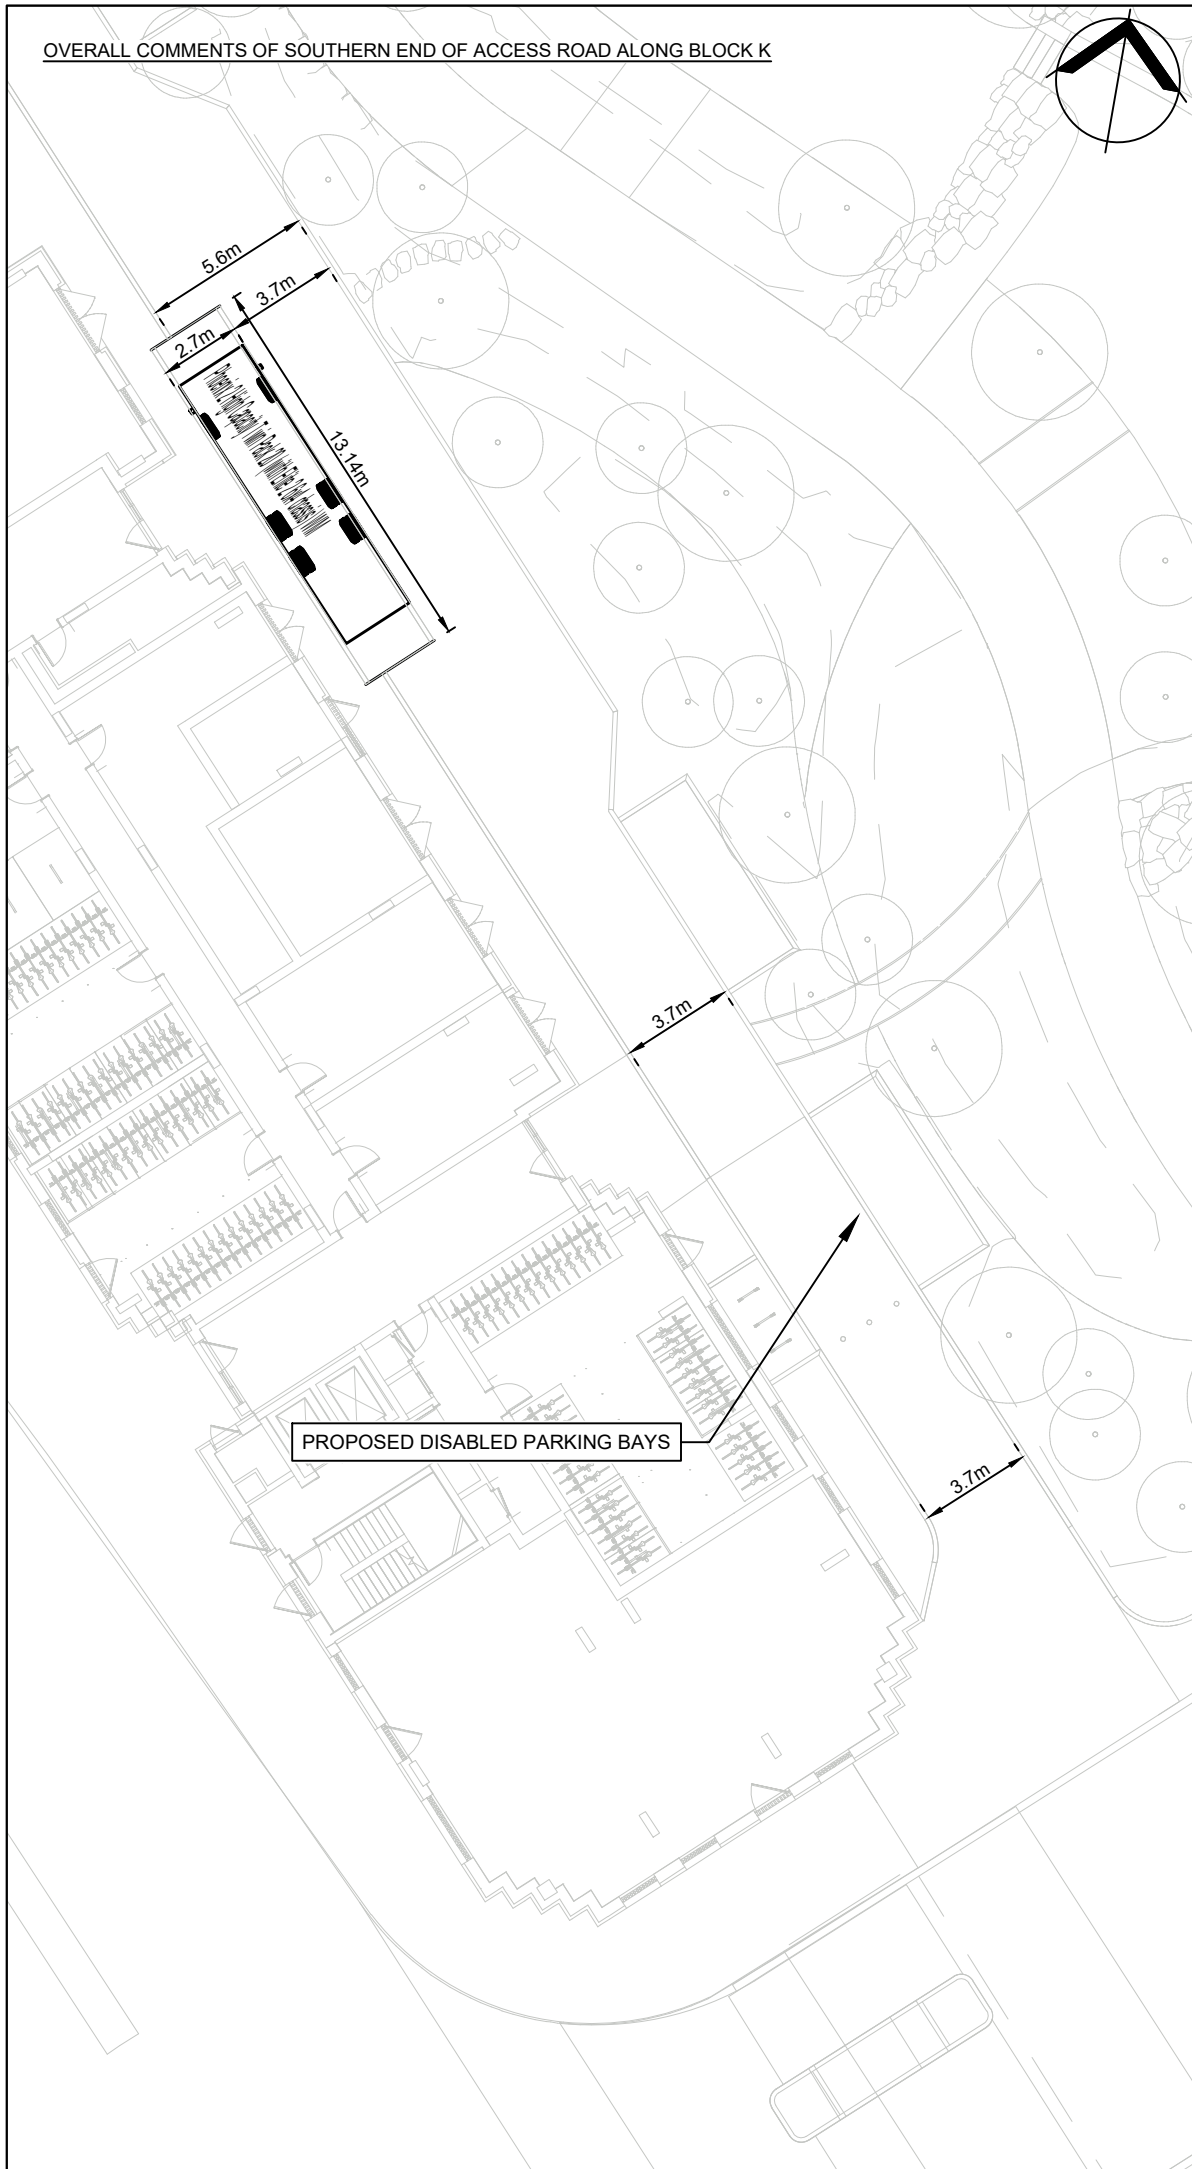 OVERALL COMMENTS OF SOUTHERN END OF ACCESS ROAD ALONG BLOCK K
5.6m
3.7m
2.7m
13.14m
3.7m
PROPOSED DISABLED PARKING BAYS
3.7m